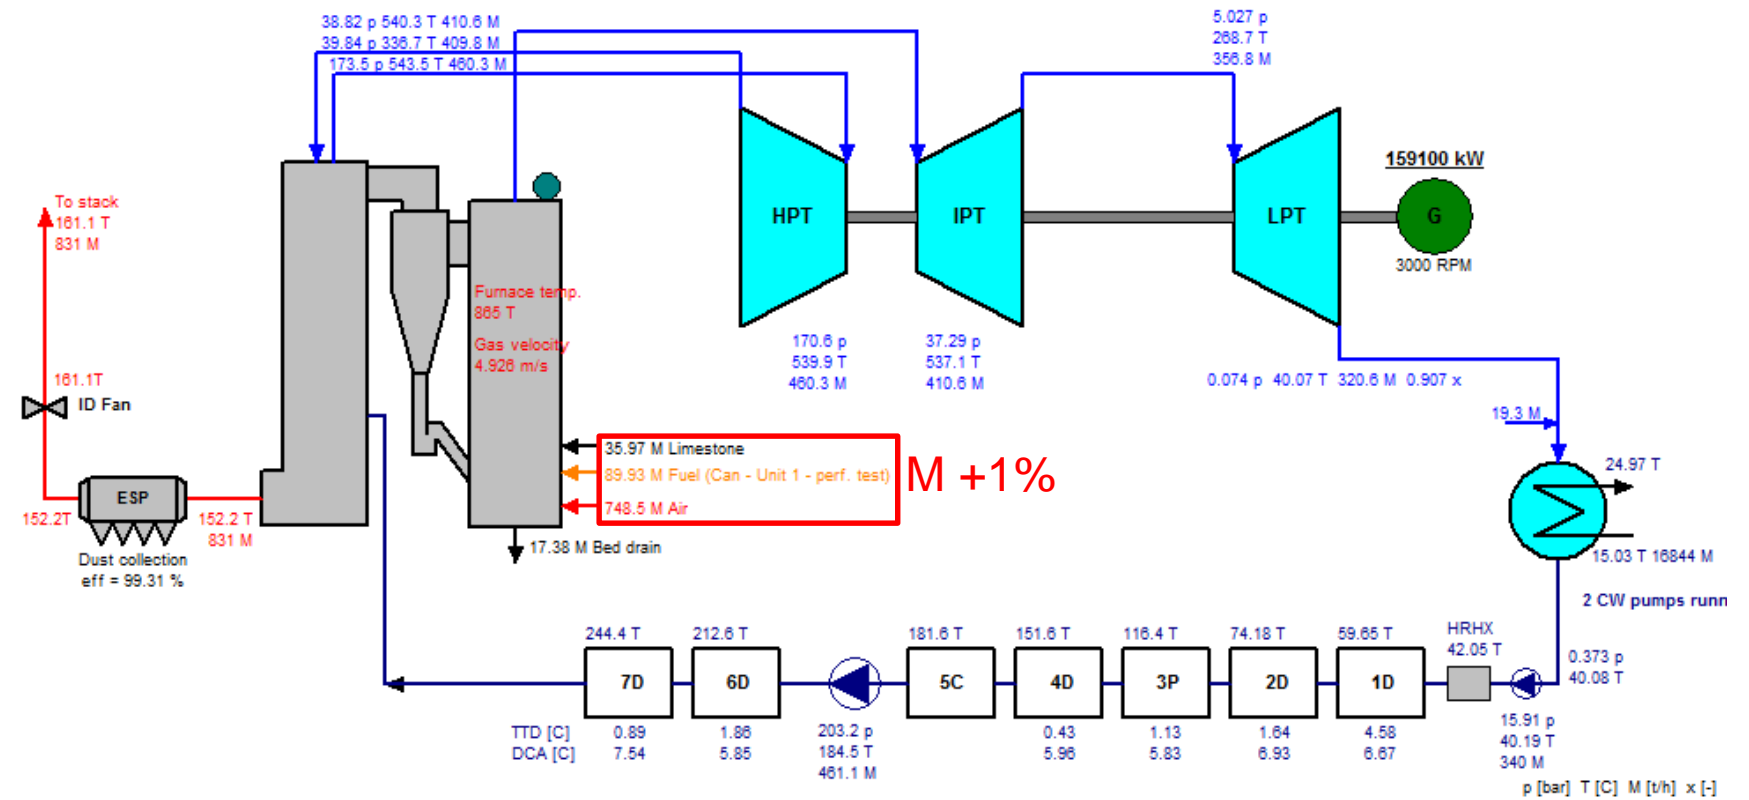 38.82 p 540.3 T 410.6 M
39.84 p 336.7 T 409.8 M
173.5 p 543.5 T 460.3 M
5.027 p
268.7 T
356.8 M
159100 kW
To stack
161.1 T
831 M
HPT
IPT
LPT
G
3000 RPM
Furnace temp.
865 T
Gas velocity
4.926 m/s
170.6 p
539.9 T
460.3 M
37.29 p
537.1 T
410.6 M
0.074 p 40.07 T 320.6 M 0.907 x
161.1T
ID Fan
19.3 M
35.97 M Limestone
89.93 M Fuel (Can - Unit 1 - perf. test)
748.5 M Air
M +1%
24.97 T
ESP
152.2T
152.2 T
831 M
Dust collection
eff = 99.31 %
17.38 M Bed drain
15.03 T 16844 M
2 CW pumps runn
244.4 T
212.6 T
181.6 T
151.6 T
116.4 T
74.18 T
59.65 T
HRHX
42.05 T
0.373 p
40.08 T
7D
6D
5C
4D
3P
2D
1D
TTD [C] 0.89 1.86 0.43 1.13 1.64 4.58
DCA [C] 7.54 5.85 5.96 5.83 6.93 6.67
203.2 p
184.5 T
461.1 M
15.91 p
40.19 T
340 M
p [bar] T [C] M [t/h] x [-]